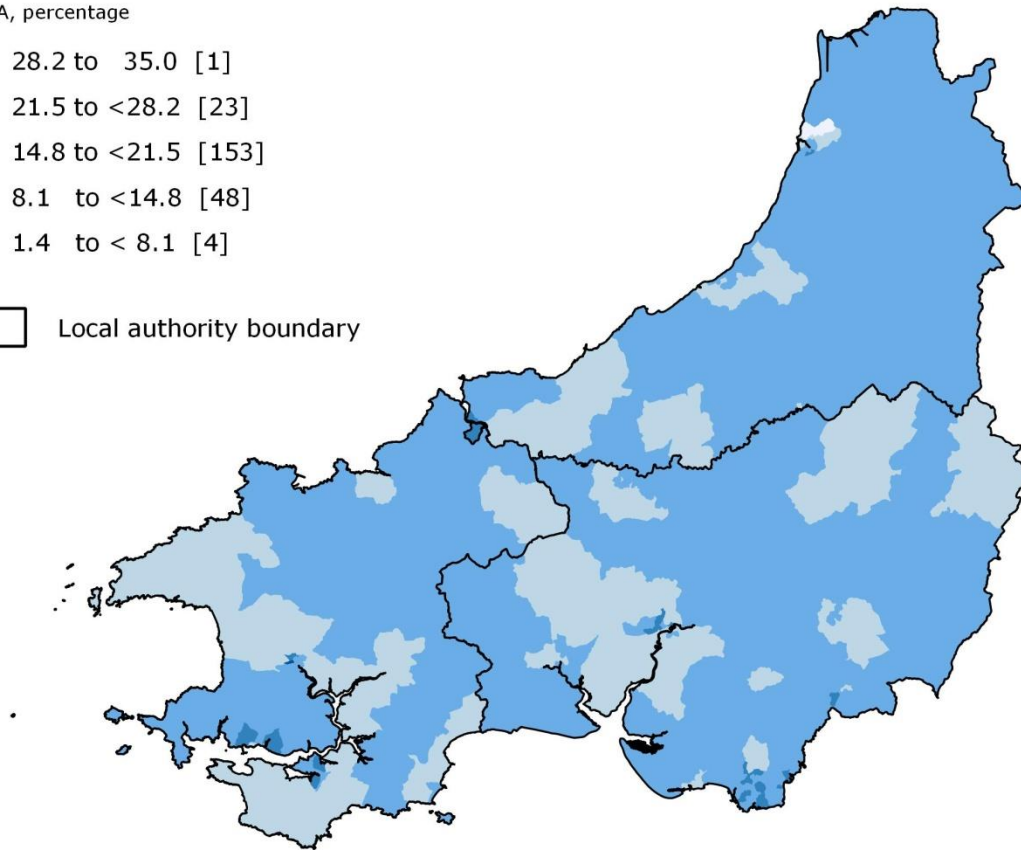 A, percentage
28.2 to 35.0 [1]
21.5 to <28.2 [23]
14.8 to <21.5 [153]
8.1 to <14.8 [48]
1.4 to < 8.1 [4]
Local authority boundary